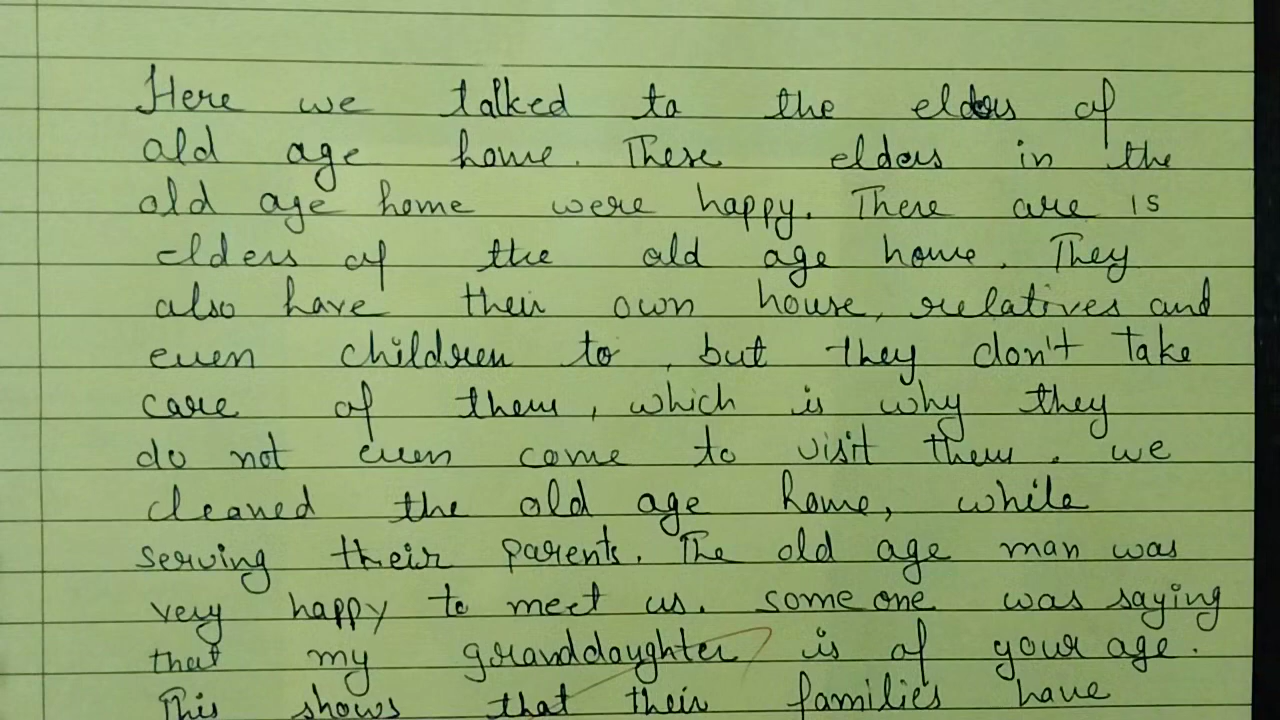 Here we talked to the elders of
old age home. These elders in the
old age home were happy. There are 15
elders of the old age home. They
also have their own house, relatives and
even children to, but they don't take
care of them, which is why they
do not even come to visit them. we
cleaned the old age home, while
serving their parents. The old age man was
very happy to meet us. some one was saying
that my granddaughter is of your age.
This shows that their families have